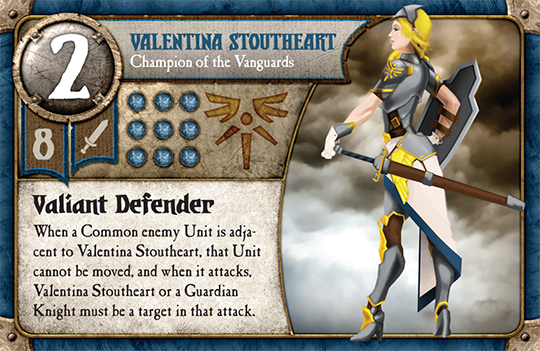 2
VALENTINA STOUTHEART
Champion of the Vanguards
8
Valiant Defender
When a Common enemy Unit is adja-
cent to Valentina Stoutheart, that Unit
cannot be moved, and when it attacks,
Valentina Stoutheart or a Guardian
Knight must be a target in that attack.